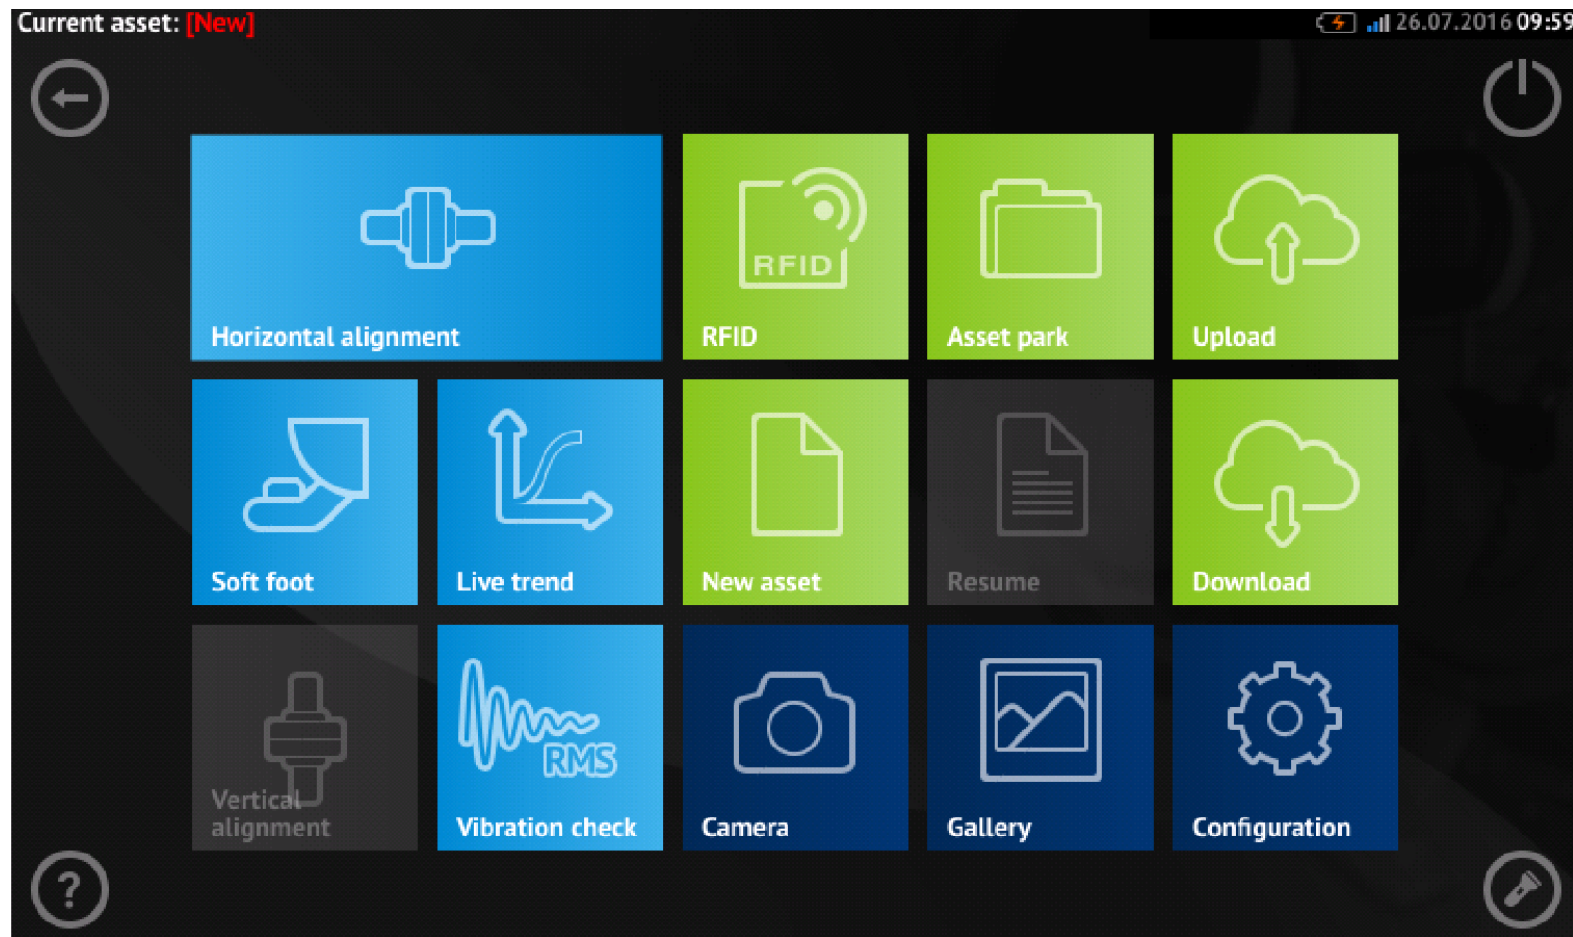 Current asset: [New]
26.07.2016 09:59
RFID
Horizontal alignment
RFID
Asset park
Upload
Soft foot
Live trend
New asset
Resume
Download
RMS
Vertical
alignment
Vibration check
Camera
Gallery
Configuration
?